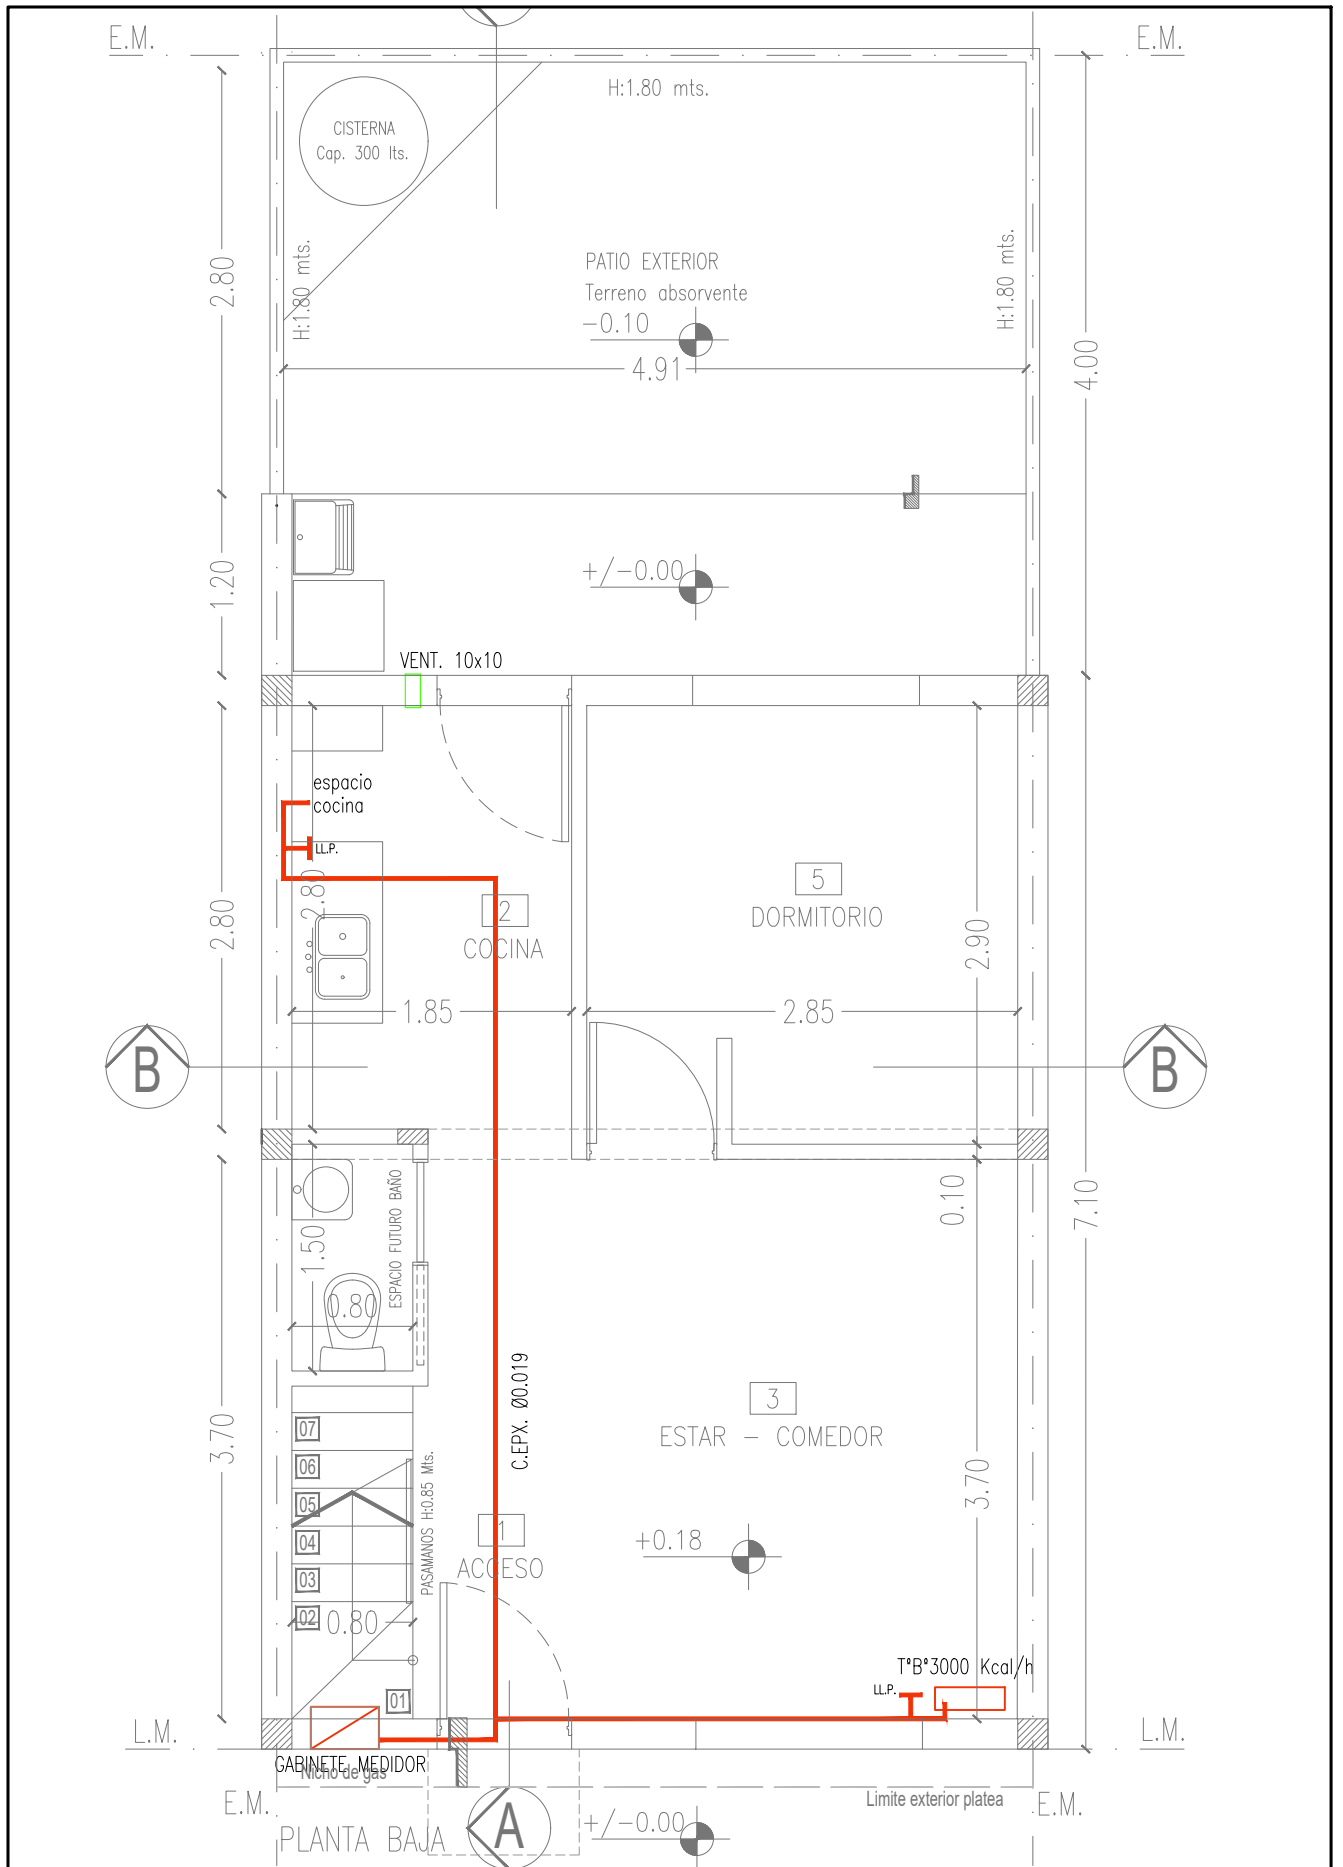 E.M.
E.M.
H:1.80 mts.
CISTERNA
Cap. 300 lts.
2.80
H:1.80 mts.
PATIO EXTERIOR
Terreno absorvente
-0.10
H:1.80 mts.
4.91
4.00
1.20
+/-0.00
VENT. 10x10
espacio
cocina
LL.P.
2.80
2.80
2
COCINA
5
DORMITORIO
2.90
1.85
2.85
B
B
ESPACIO FUTURO BAÑO
1.50
0.80
0.10
7.10
C.EPX. Ø0.019
3
ESTAR - COMEDOR
3.70
07
06
05
04
03
02
01
PASAMANOS H:0.85 Mts.
3.70
1
ACCESO
+0.18
0.80
T°B°3000 Kcal/h
LL.P.
L.M.
L.M.
GABINETE MEDIDOR
Nicho de gas
E.M.
Limite exterior platea
E.M.
PLANTA BAJA
A
+/-0.00